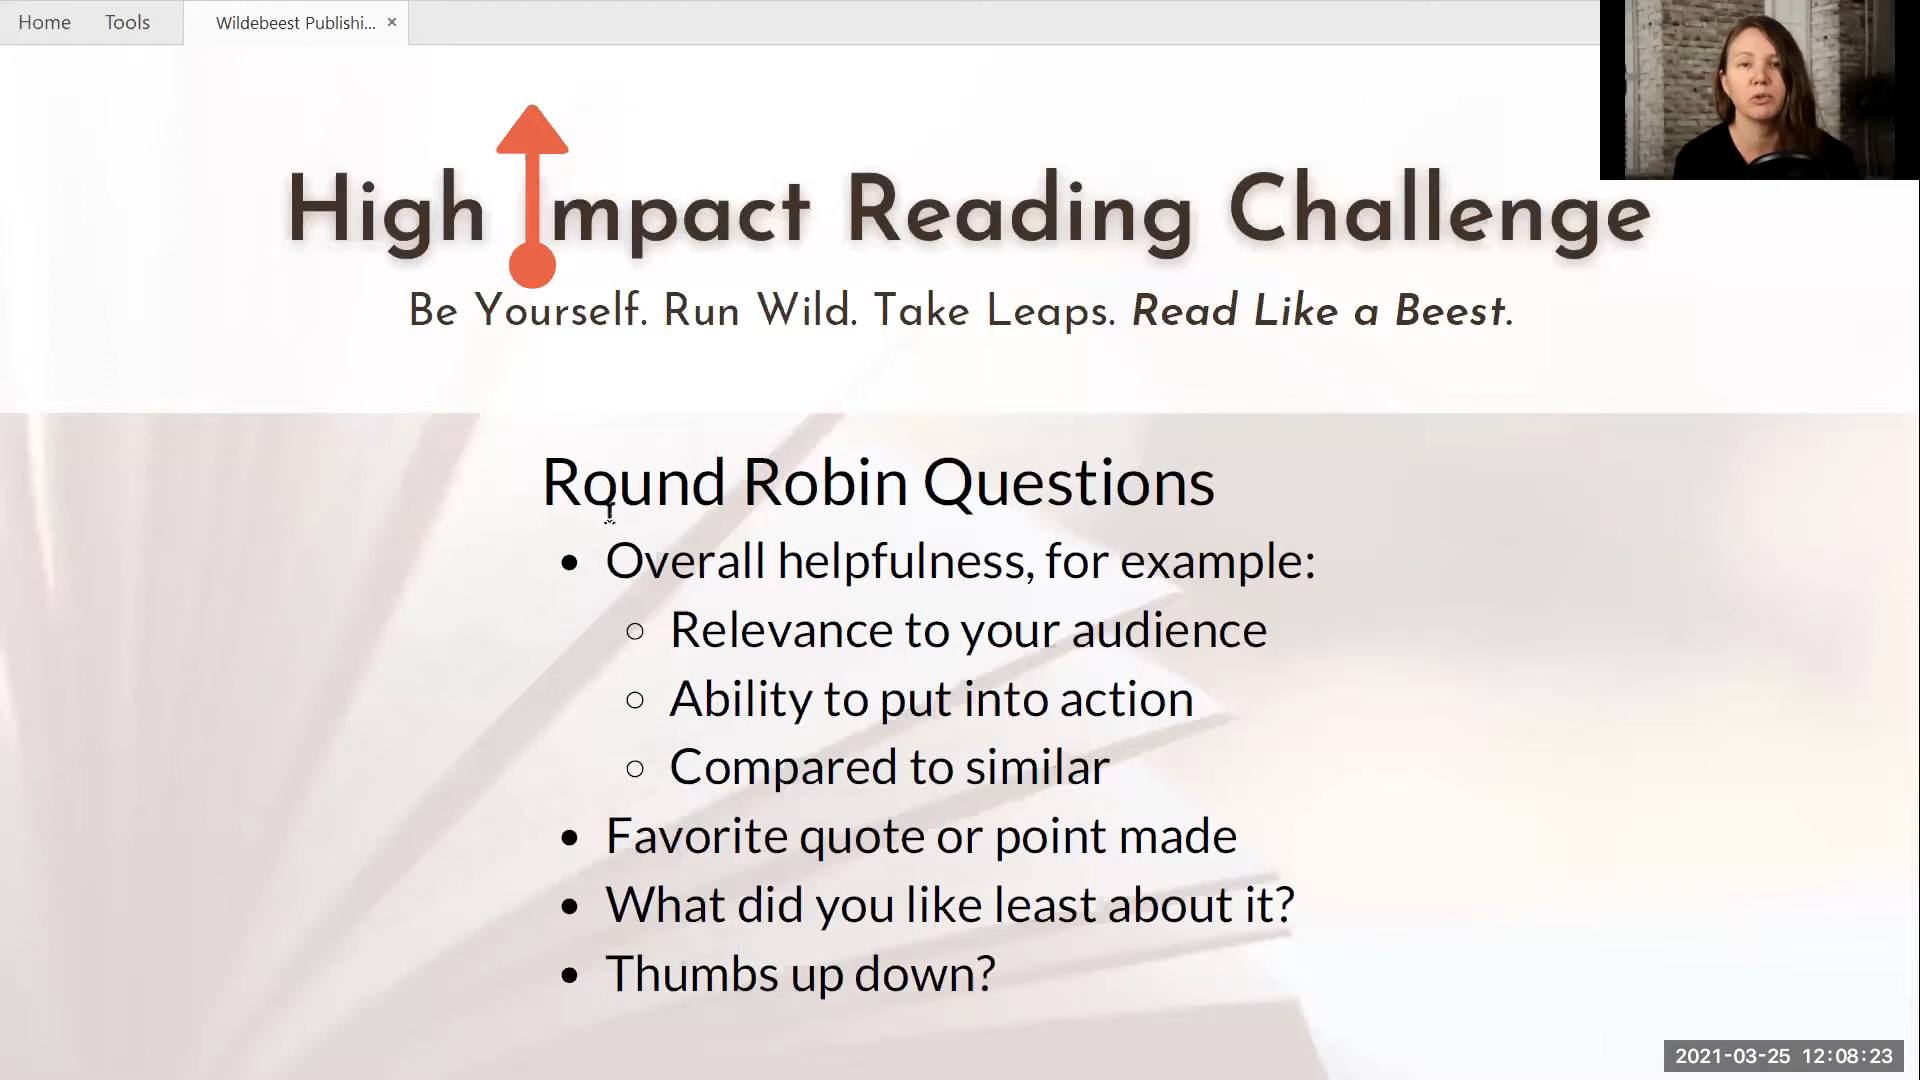 Home Tools Wildebeest Publishi... ×
High Impact Reading Challenge
Be Yourself. Run Wild. Take Leaps. Read Like a Beest.
Round Robin Questions
• Overall helpfulness, for example:
○ Relevance to your audience
○ Ability to put into action
○ Compared to similar
• Favorite quote or point made
• What did you like least about it?
• Thumbs up down?
2021-03-25 12:08:23